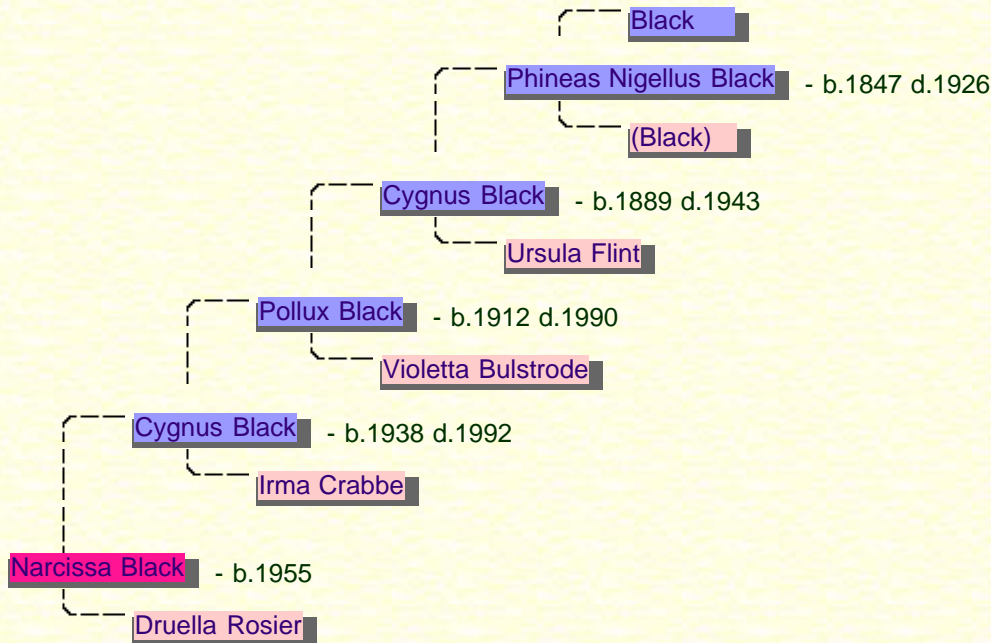 Black
Phineas Nigellus Black - b.1847 d.1926
(Black)
Cygnus Black - b.1889 d.1943
Ursula Flint
Pollux Black - b.1912 d.1990
Violetta Bulstrode
Cygnus Black - b.1938 d.1992
Irma Crabbe
Narcissa Black - b.1955
Druella Rosier